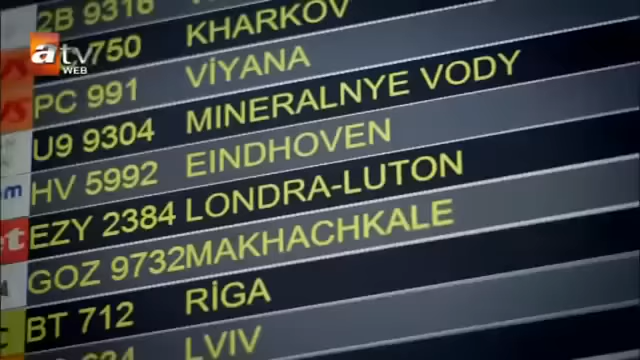 2B 9316
750 KHARKOV
PC 991 VİYANA
U9 9304 MINERALNYE VODY
HV 5992 EINDHOVEN
EZY 2384 LONDRA-LUTON
GOZ 9732 MAKHACHKALE
BT 712 RİGA
LVIV
atv
WEB